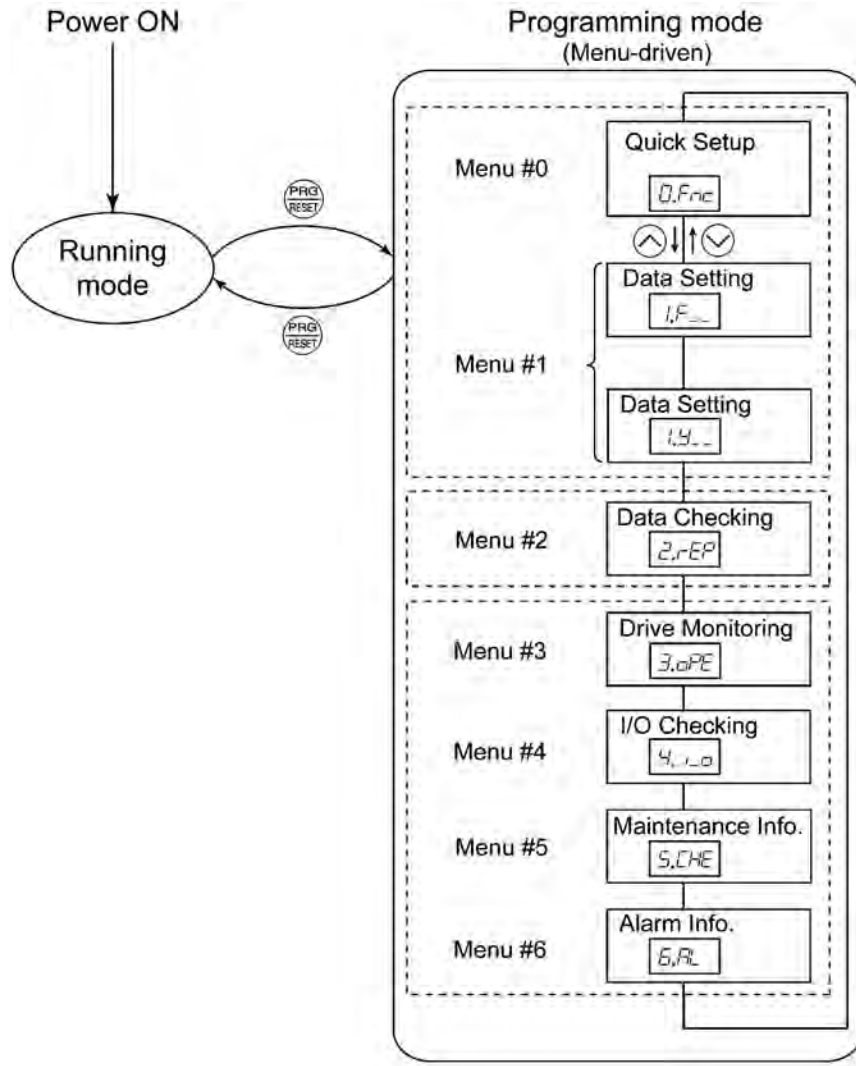 Power ON
Programming mode
(Menu-driven)
Menu #0
Quick Setup
0.Fnc
PRG
RESET
Running
mode
PRG
RESET
Menu #1
Data Setting
1.F__
Data Setting
1.y__
Menu #2
Data Checking
2.rEP
Menu #3
Drive Monitoring
3.oPE
Menu #4
I/O Checking
4.i_o
Menu #5
Maintenance Info.
5.CHE
Menu #6
Alarm Info.
6.AL